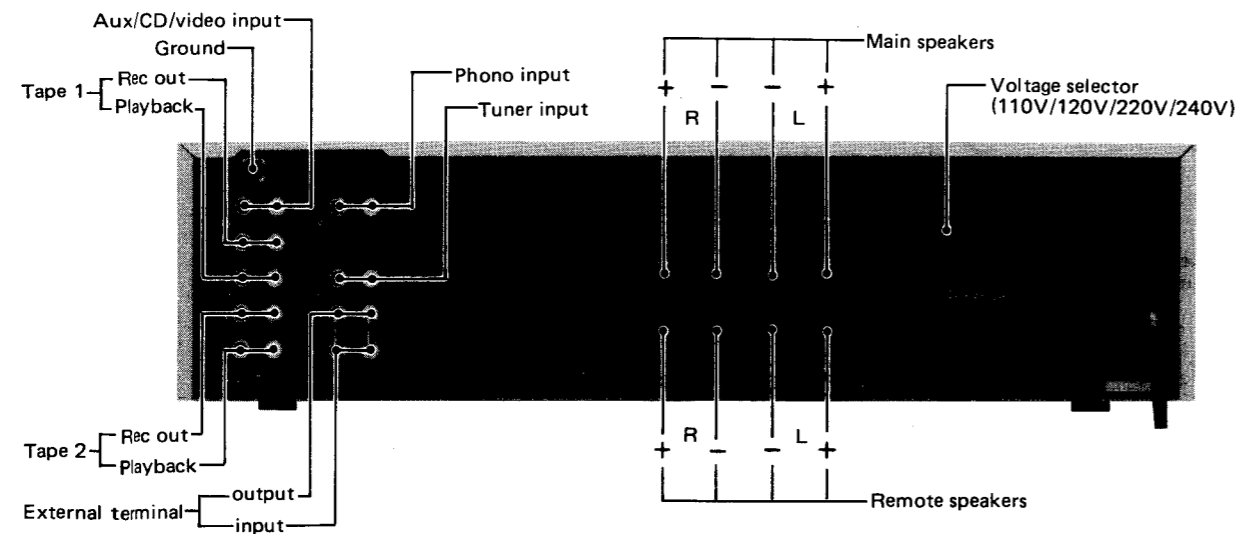 Aux/CD/video input
Ground
Tape 1
Rec out
Playback
Phono input
Tuner input
Main speakers
+ − − +
R L
Voltage selector
(110V/120V/220V/240V)
Tape 2
Rec out
Playback
External terminal
output
input
R L
+ − − +
Remote speakers